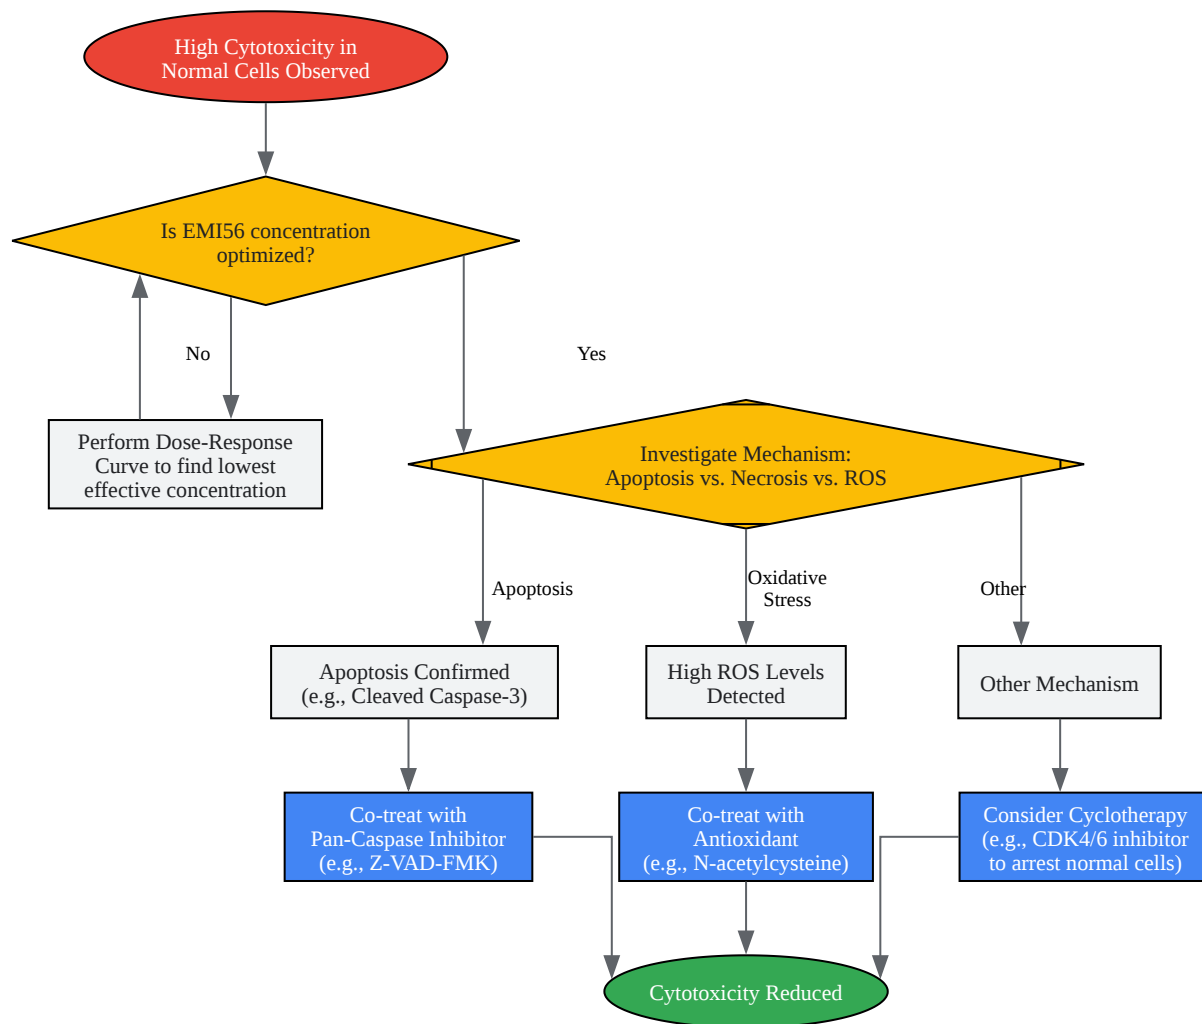 High Cytotoxicity in
Normal Cells Observed
Is EMI56 concentration
optimized?
No
Yes
Perform Dose-Response
Curve to find lowest
effective concentration
Investigate Mechanism:
Apoptosis vs. Necrosis vs. ROS
Apoptosis
Oxidative
Stress
Other
Apoptosis Confirmed
(e.g., Cleaved Caspase-3)
High ROS Levels
Detected
Other Mechanism
Co-treat with
Pan-Caspase Inhibitor
(e.g., Z-VAD-FMK)
Co-treat with
Antioxidant
(e.g., N-acetylcysteine)
Consider Cyclotherapy
(e.g., CDK4/6 inhibitor
to arrest normal cells)
Cytotoxicity Reduced